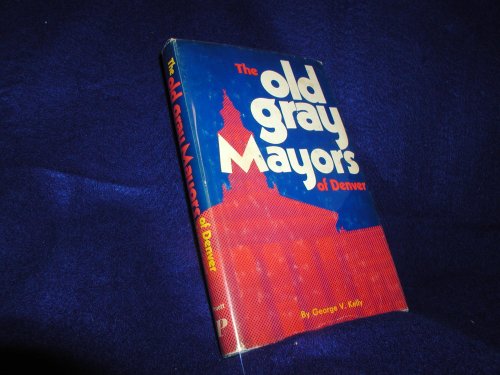 The
old
gray
Mayors
of Denver
By George V. Kelly
The old gray Mayors of Denver
P